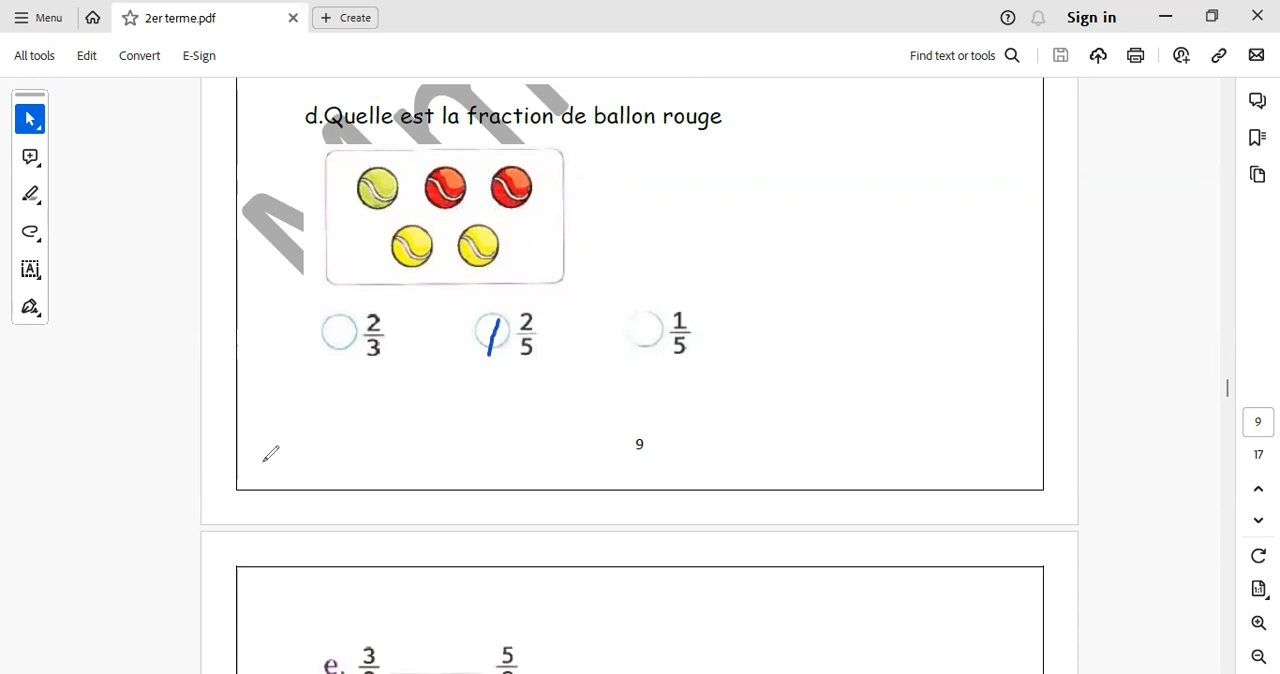 Menu
2er terme.pdf
Create
Sign in
All tools
Edit
Convert
E-Sign
Find text or tools
d.Quelle est la fraction de ballon rouge
2/3
2/5
1/5
9
9
17
e. 3
5